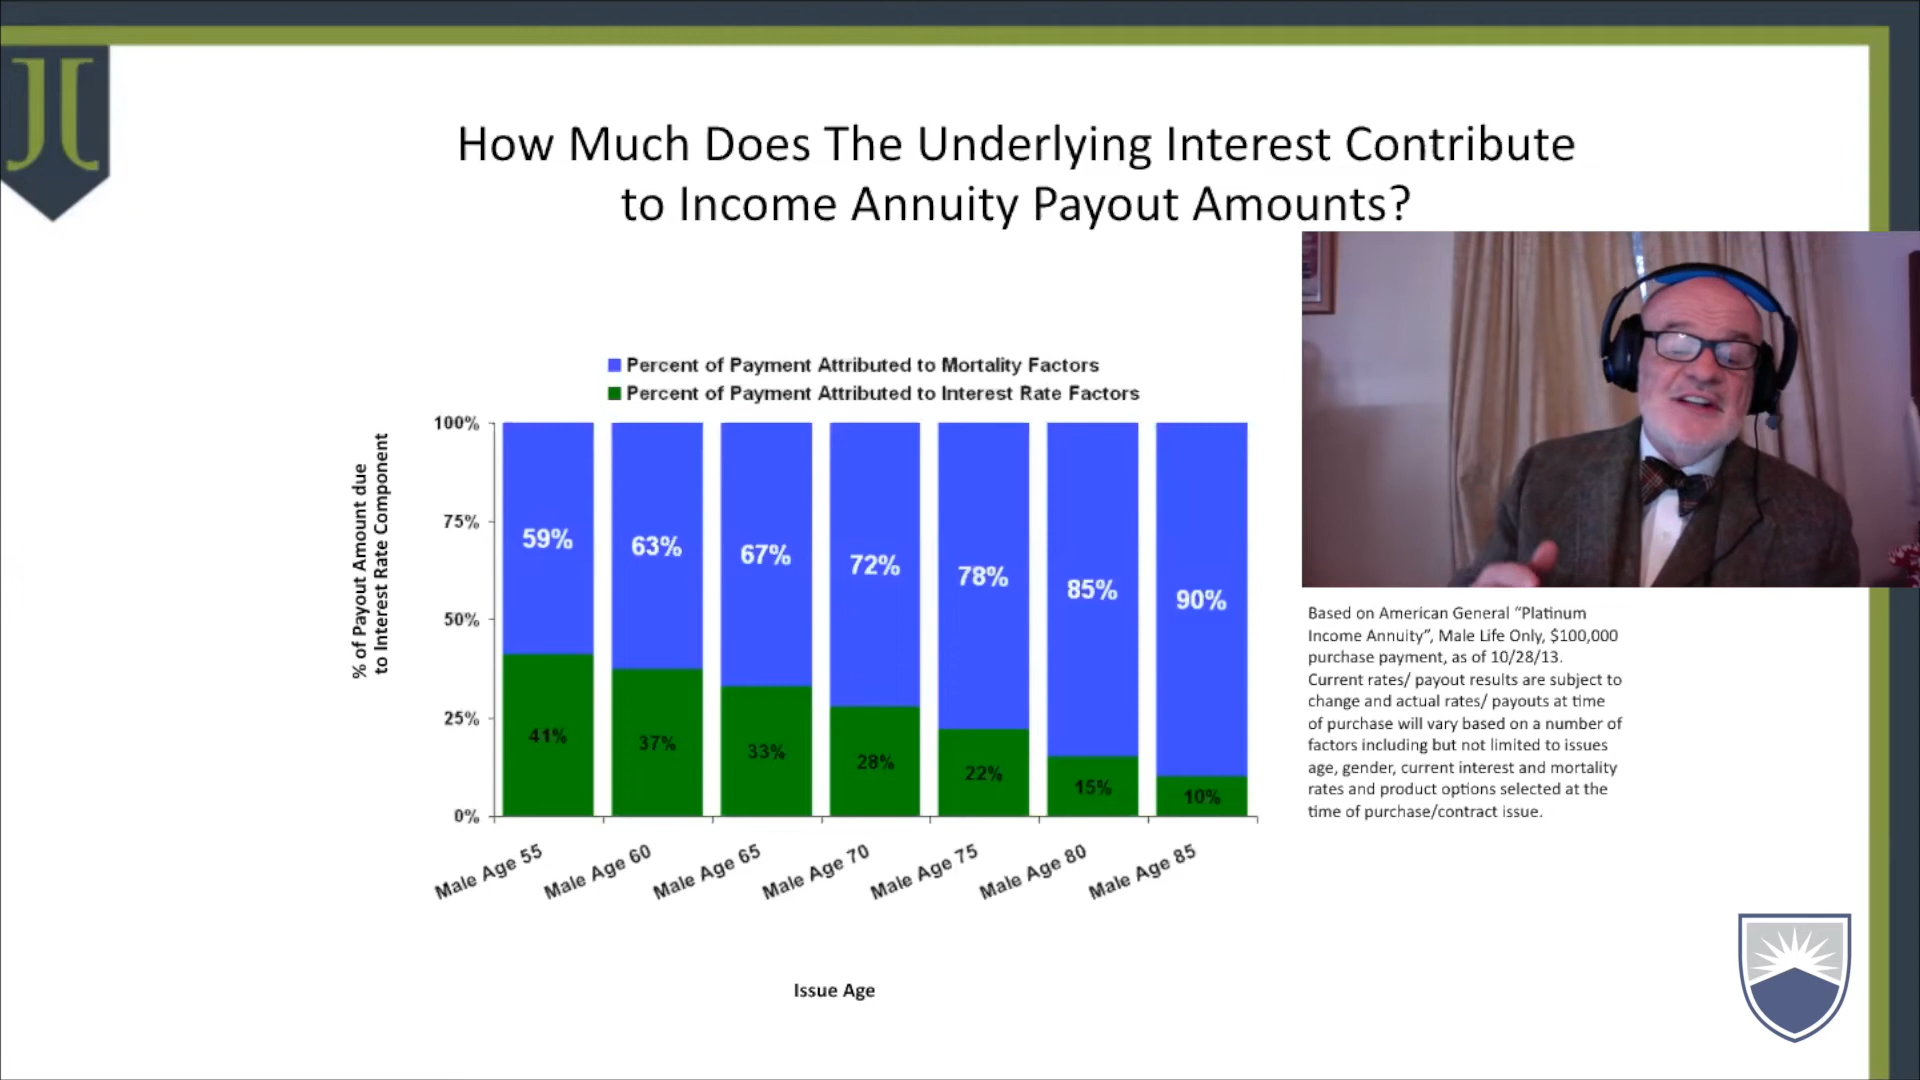 How Much Does The Underlying Interest Contribute
to Income Annuity Payout Amounts?
Percent of Payment Attributed to Mortality Factors
Percent of Payment Attributed to Interest Rate Factors
% of Payout Amount due
to Interest Rate Component
100%
75%
50%
25%
0%
59%
63%
67%
72%
78%
85%
90%
41%
37%
33%
28%
22%
15%
10%
Male Age 55
Male Age 60
Male Age 65
Male Age 70
Male Age 75
Male Age 80
Male Age 85
Issue Age
Based on American General “Platinum
Income Annuity”, Male Life Only, $100,000
purchase payment, as of 10/28/13.
Current rates/ payout results are subject to
change and actual rates/ payouts at time
of purchase will vary based on a number of
factors including but not limited to issues
age, gender, current interest and mortality
rates and product options selected at the
time of purchase/contract issue.